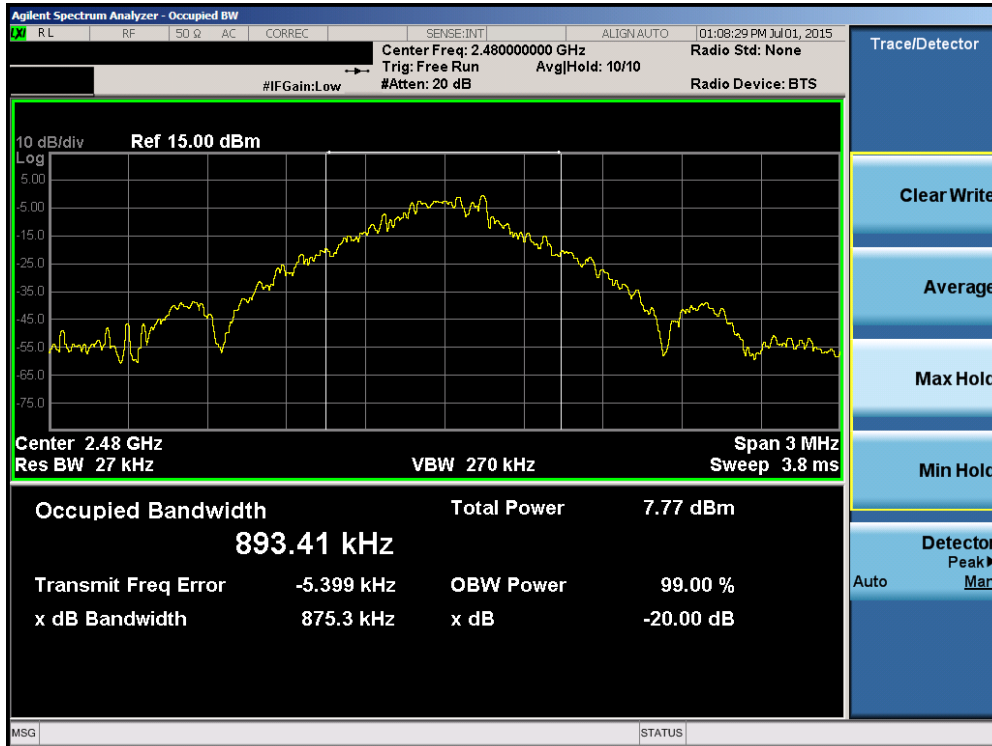 Agilent Spectrum Analyzer - Occupied BW
LXI RL RF 50 Ω AC CORREC SENSE:INT ALIGN AUTO 01:08:29 PM Jul 01, 2015
Center Freq: 2.480000000 GHz Radio Std: None
Trig: Free Run Avg|Hold: 10/10
#IFGain:Low #Atten: 20 dB Radio Device: BTS
10 dB/div Ref 15.00 dBm
Log
5.00
-5.00
-15.0
-25.0
-35.0
-45.0
-55.0
-65.0
-75.0
Center 2.48 GHz Span 3 MHz
Res BW 27 kHz VBW 270 kHz Sweep 3.8 ms
Occupied Bandwidth Total Power 7.77 dBm
893.41 kHz
Transmit Freq Error -5.399 kHz OBW Power 99.00 %
x dB Bandwidth 875.3 kHz x dB -20.00 dB
MSG STATUS
Trace/Detector
Clear Write
Average
Max Hold
Min Hold
Detector
Peak
Auto Man